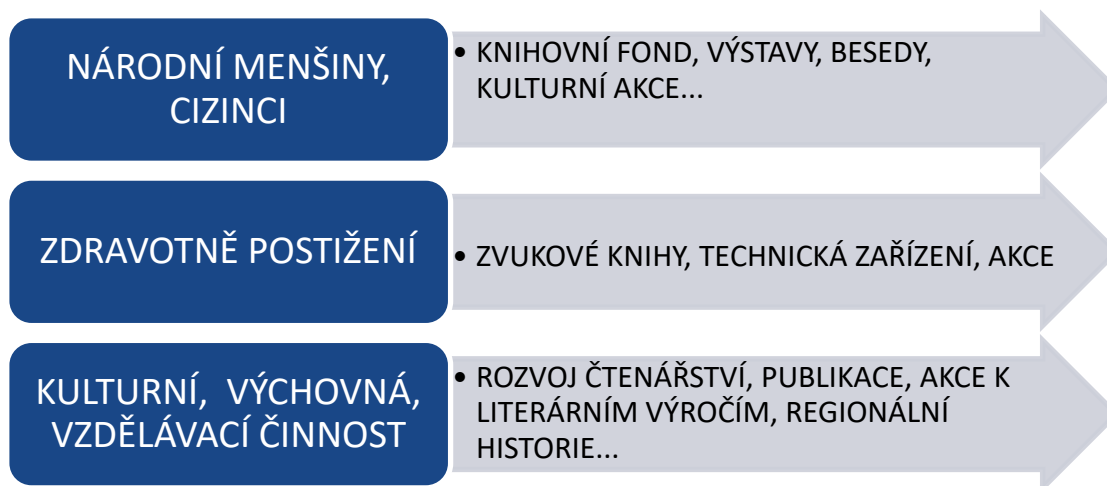 NÁRODNÍ MENŠINY,
CIZINCI
• KNIHOVNÍ FOND, VÝSTAVY, BESEDY,
KULTURNÍ AKCE...
ZDRAVOTNĚ POSTIŽENÍ
• ZVUKOVÉ KNIHY, TECHNICKÁ ZAŘÍZENÍ, AKCE
KULTURNÍ, VÝCHOVNÁ,
VZDĚLÁVACÍ ČINNOST
• ROZVOJ ČTENÁŘSTVÍ, PUBLIKACE, AKCE K
LITERÁRNÍM VÝROČÍM, REGIONÁLNÍ
HISTORIE...